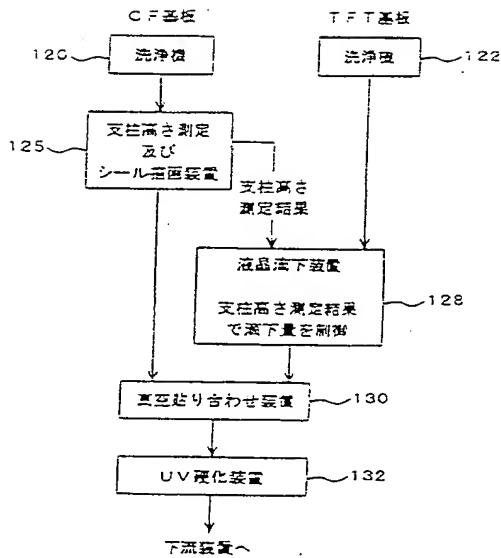 CF基板
TFT基板
120
洗浄機
洗浄機
122
125
支柱高さ測定
及び
シール描画装置
支柱高さ
測定結果
液晶滴下装置
支柱高さ測定結果
で滴下量を制御
128
真空貼り合わせ装置
130
UV硬化装置
132
下流装置へ